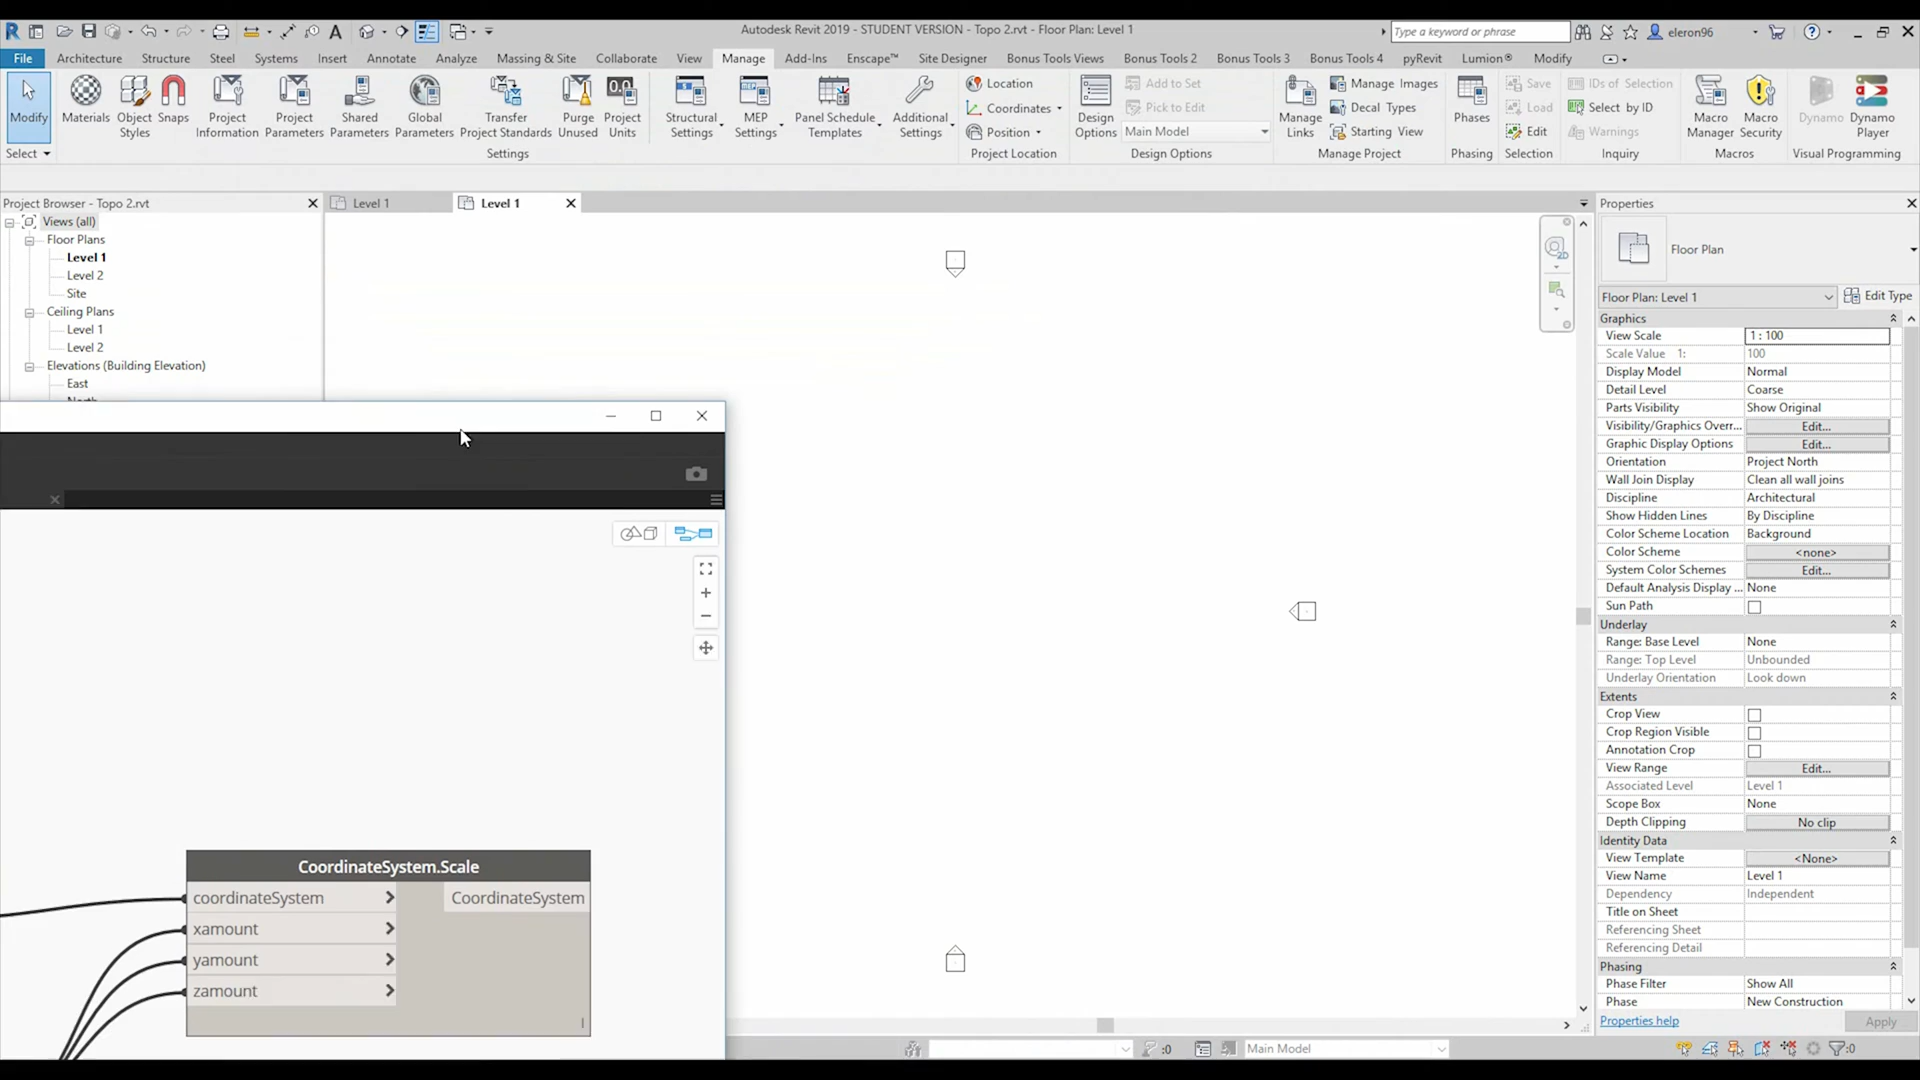 Autodesk Revit 2019 - STUDENT VERSION - Topo 2.rvt - Floor Plan: Level 1
Type a keyword or phrase
eleron96
File
Architecture
Structure
Steel
Systems
Insert
Annotate
Analyze
Massing & Site
Collaborate
View
Manage
Add-Ins
Enscape™
Site Designer
Bonus Tools Views
Bonus Tools 2
Bonus Tools 3
Bonus Tools 4
pyRevit
Lumion®
Modify
Modify
Materials
Object Styles
Snaps
Project Information
Project Parameters
Shared Parameters
Global Parameters
Transfer Project Standards
Purge Unused
Project Units
Structural Settings
MEP Settings
Panel Schedule Templates
Additional Settings
Location
Coordinates
Position
Design Options
Add to Set
Pick to Edit
Main Model
Manage Links
Manage Images
Decal Types
Starting View
Phases
Save
Load
Edit
IDs of Selection
Select by ID
Warnings
Macro Manager
Macro Security
Dynamo
Dynamo Player
Select
Settings
Project Location
Design Options
Manage Project
Phasing
Selection
Inquiry
Macros
Visual Programming
Project Browser - Topo 2.rvt
Views (all)
Floor Plans
Level 1
Level 2
Site
Ceiling Plans
Level 1
Level 2
Elevations (Building Elevation)
East
North
Level 1
Level 1
CoordinateSystem.Scale
coordinateSystem
CoordinateSystem
xamount
yamount
zamount
Properties
Floor Plan
Floor Plan: Level 1
Edit Type
Graphics
View Scale 1 : 100
Scale Value 1: 100
Display Model Normal
Detail Level Coarse
Parts Visibility Show Original
Visibility/Graphics Overr... Edit...
Graphic Display Options Edit...
Orientation Project North
Wall Join Display Clean all wall joins
Discipline Architectural
Show Hidden Lines By Discipline
Color Scheme Location Background
Color Scheme <none>
System Color Schemes Edit...
Default Analysis Display ... None
Sun Path
Underlay
Range: Base Level None
Range: Top Level Unbounded
Underlay Orientation Look down
Extents
Crop View
Crop Region Visible
Annotation Crop
View Range Edit...
Associated Level Level 1
Scope Box None
Depth Clipping No clip
Identity Data
View Template <None>
View Name Level 1
Dependency Independent
Title on Sheet
Referencing Sheet
Referencing Detail
Phasing
Phase Filter Show All
Phase New Construction
Properties help
Apply
:0
Main Model
:0